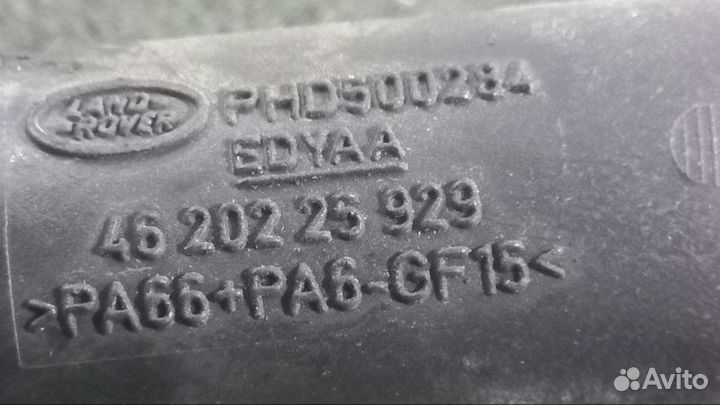 LAND
ROVER
PHD500284
EDYAA
46 202 25 929
>PA66+PA6-GF15<
Avito